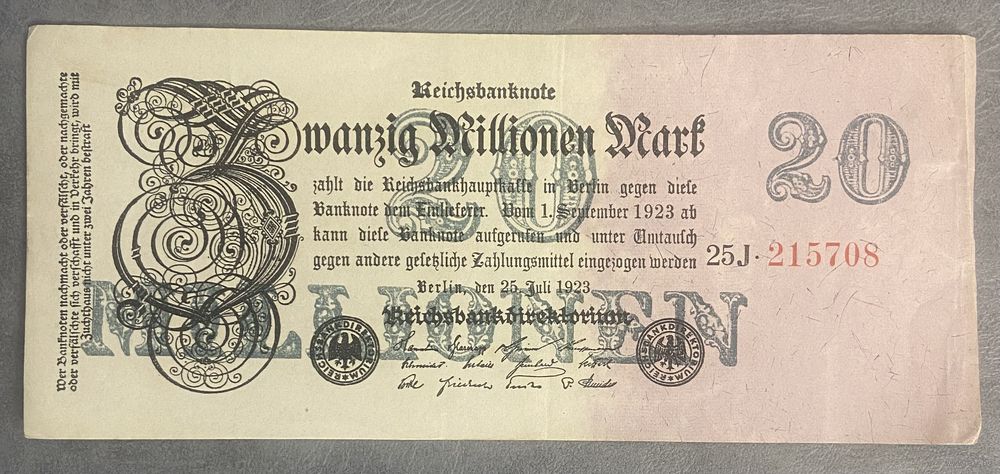 Wer Banknoten nachmacht oder verfälscht, oder nachgemachte
oder verfälschte sich verschafft und in Verkehr bringt, wird mit
Zuchthaus nicht unter zwei Jahren bestraft
Reichsbanknote
Zwanzig Millionen Mark
20
20
zahlt die Reichsbankhauptkasse in Berlin gegen diese
Banknote dem Einlieferer. Vom 1. September 1923 ab
kann diese Banknote aufgerufen und unter Umtausch
gegen andere gesetzliche Zahlungsmittel eingezogen werden
25J·215708
Berlin, den 25. Juli 1923
MILLIONEN
Reichsbankdirektorium
REICHSBANKDIREKTORIUM
REICHSBANKDIREKTORIUM